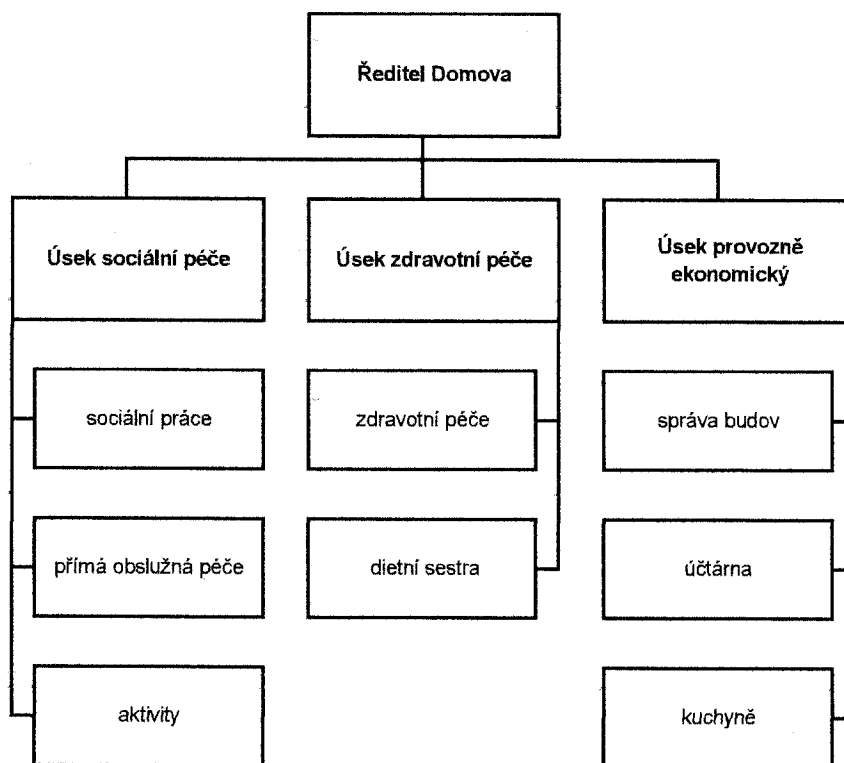 Ředitel Domova
Úsek sociální péče
Úsek zdravotní péče
Úsek provozně
ekonomický
sociální práce
zdravotní péče
správa budov
přímá obslužná péče
dietní sestra
účtárna
aktivity
kuchyně